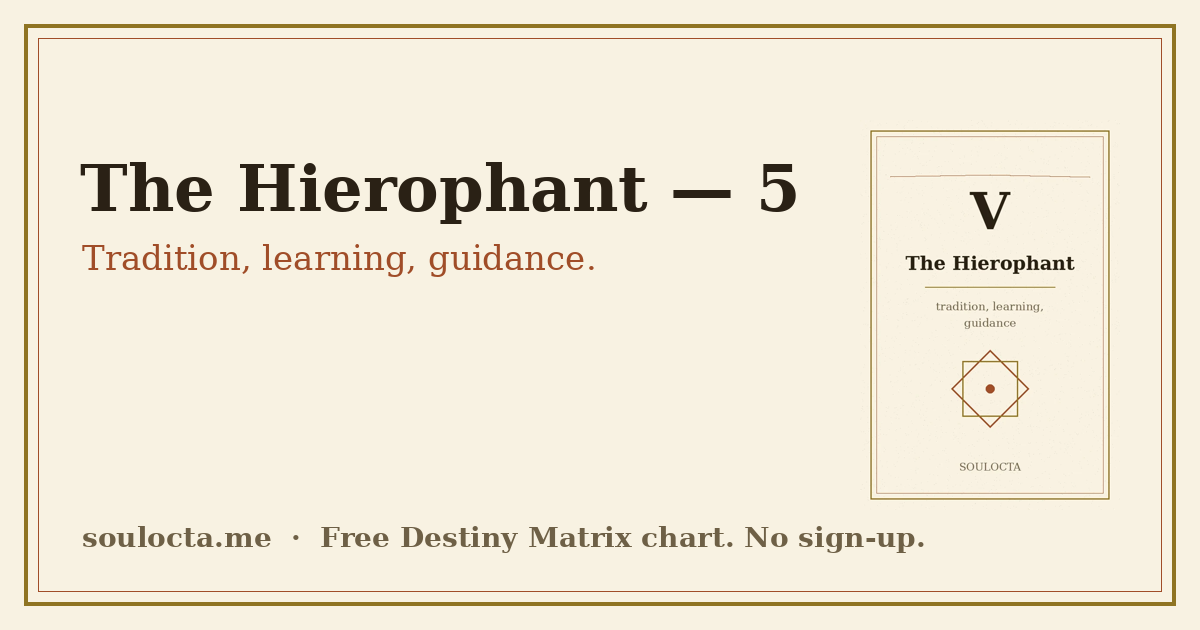 The Hierophant — 5
Tradition, learning, guidance.
V
The Hierophant
tradition, learning,
guidance
SOULOCTA
soulocta.me · Free Destiny Matrix chart. No sign-up.